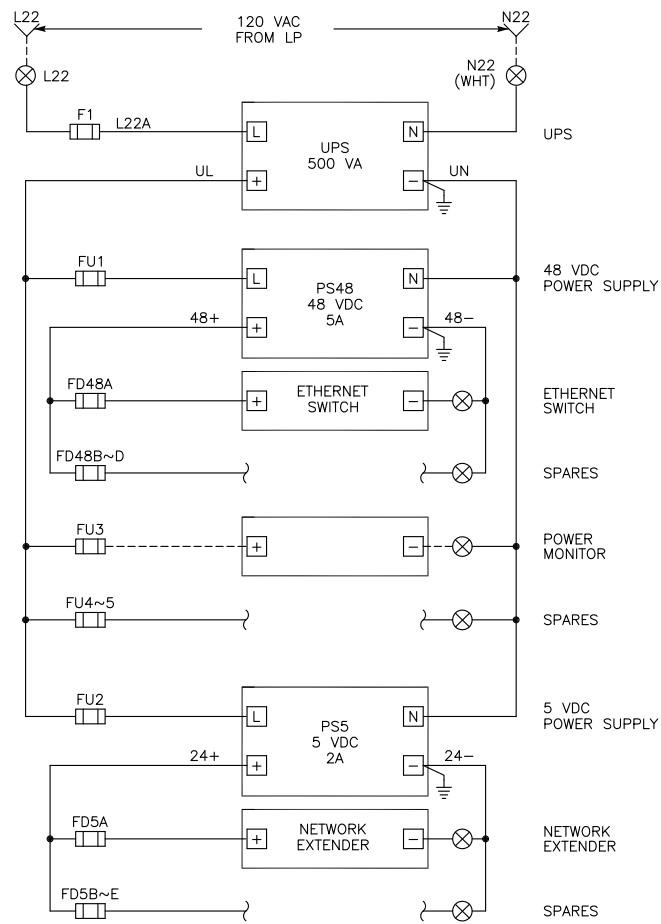 L22
120 VAC
FROM LP
N22
L22
N22
(WHT)
F1
L22A
L
N
UPS
500 VA
UPS
UL
+
−
UN
FU1
L
N
PS48
48 VDC
5A
48 VDC
POWER SUPPLY
48+
+
−
48−
FD48A
+
ETHERNET
SWITCH
−
ETHERNET
SWITCH
FD48B~D
SPARES
FU3
+
−
POWER
MONITOR
FU4~5
SPARES
FU2
L
N
PS5
5 VDC
2A
5 VDC
POWER SUPPLY
24+
+
−
24−
FD5A
+
NETWORK
EXTENDER
−
NETWORK
EXTENDER
FD5B~E
SPARES